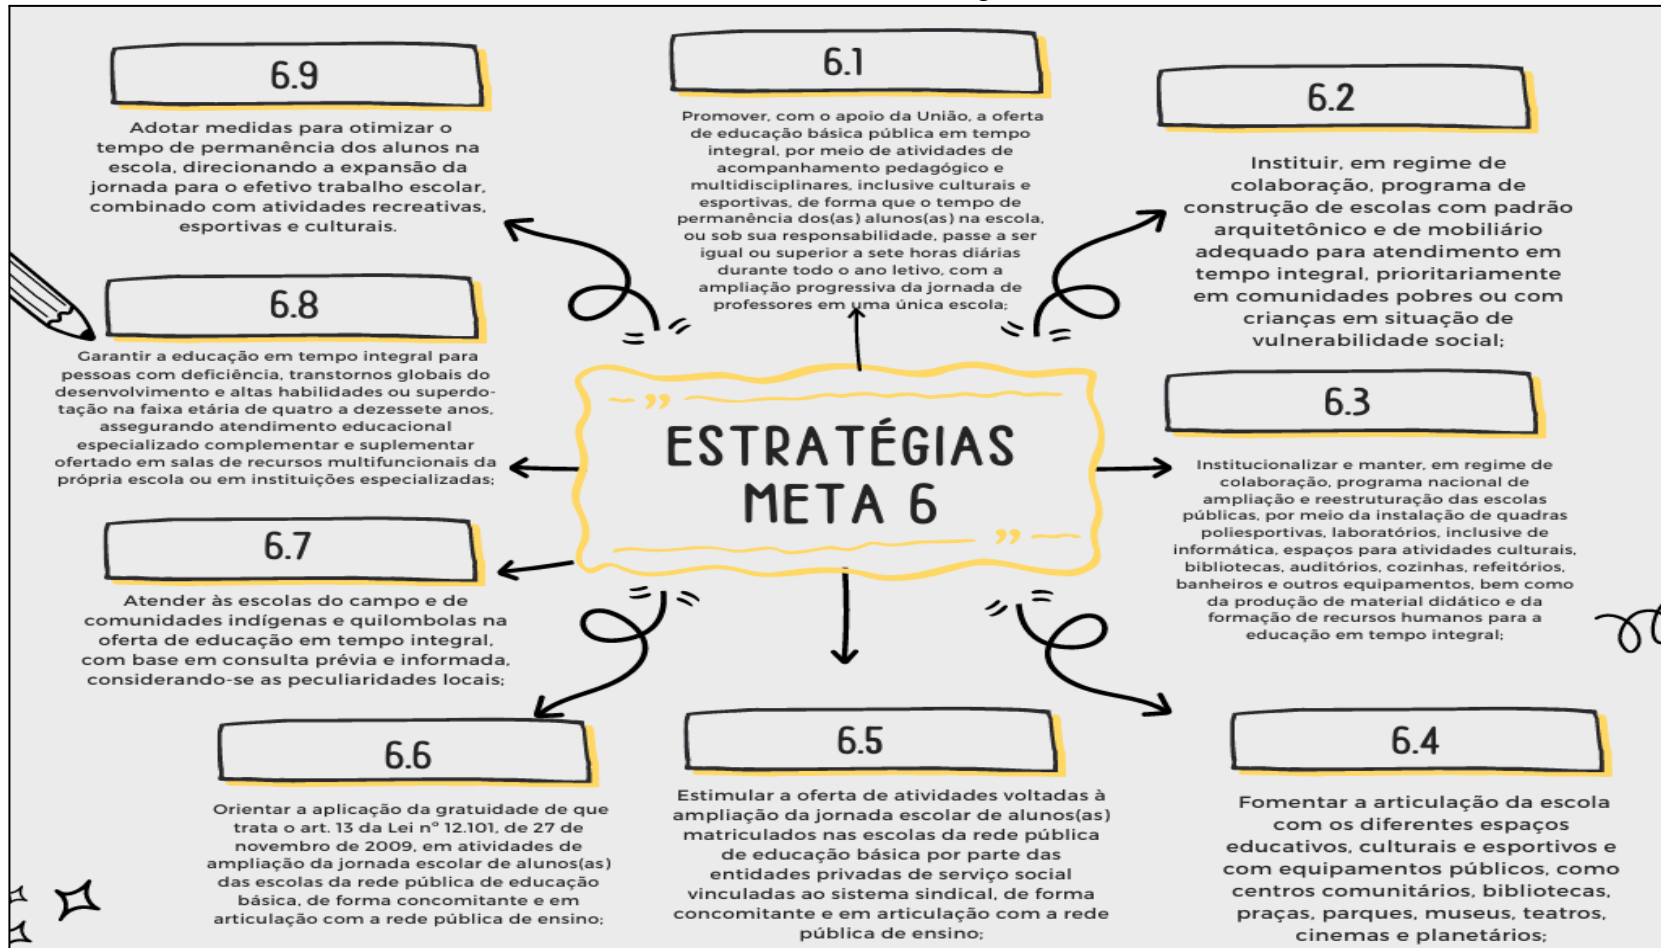 ESTRATÉGIAS
META 6
6.1
Promover, com o apoio da União, a oferta
de educação básica pública em tempo
integral, por meio de atividades de
acompanhamento pedagógico e
multidisciplinares, inclusive culturais e
esportivas, de forma que o tempo de
permanência dos(as) alunos(as) na escola,
ou sob sua responsabilidade, passe a ser
igual ou superior a sete horas diárias
durante todo o ano letivo, com a
ampliação progressiva da jornada de
professores em uma única escola;
6.2
Instituir, em regime de
colaboração, programa de
construção de escolas com padrão
arquitetônico e de mobiliário
adequado para atendimento em
tempo integral, prioritariamente
em comunidades pobres ou com
crianças em situação de
vulnerabilidade social;
6.3
Institucionalizar e manter, em regime de
colaboração, programa nacional de
ampliação e reestruturação das escolas
públicas, por meio da instalação de quadras
poliesportivas, laboratórios, inclusive de
informática, espaços para atividades culturais,
bibliotecas, auditórios, cozinhas, refeitórios,
banheiros e outros equipamentos, bem como
da produção de material didático e da
formação de recursos humanos para a
educação em tempo integral;
6.4
Fomentar a articulação da escola
com os diferentes espaços
educativos, culturais e esportivos e
com equipamentos públicos, como
centros comunitários, bibliotecas,
praças, parques, museus, teatros,
cinemas e planetários;
6.5
Estimular a oferta de atividades voltadas à
ampliação da jornada escolar de alunos(as)
matriculados nas escolas da rede pública
de educação básica por parte das
entidades privadas de serviço social
vinculadas ao sistema sindical, de forma
concomitante e em articulação com a rede
pública de ensino;
6.6
Orientar a aplicação da gratuidade de que
trata o art. 13 da Lei nº 12.101, de 27 de
novembro de 2009, em atividades de
ampliação da jornada escolar de alunos(as)
das escolas da rede pública de educação
básica, de forma concomitante e em
articulação com a rede pública de ensino;
6.7
Atender às escolas do campo e de
comunidades indígenas e quilombolas na
oferta de educação em tempo integral,
com base em consulta prévia e informada,
considerando-se as peculiaridades locais;
6.8
Garantir a educação em tempo integral para
pessoas com deficiência, transtornos globais do
desenvolvimento e altas habilidades ou superdo-
tação na faixa etária de quatro a dezessete anos,
assegurando atendimento educacional
especializado complementar e suplementar
ofertado em salas de recursos multifuncionais da
própria escola ou em instituições especializadas;
6.9
Adotar medidas para otimizar o
tempo de permanência dos alunos na
escola, direcionando a expansão da
jornada para o efetivo trabalho escolar,
combinado com atividades recreativas,
esportivas e culturais.